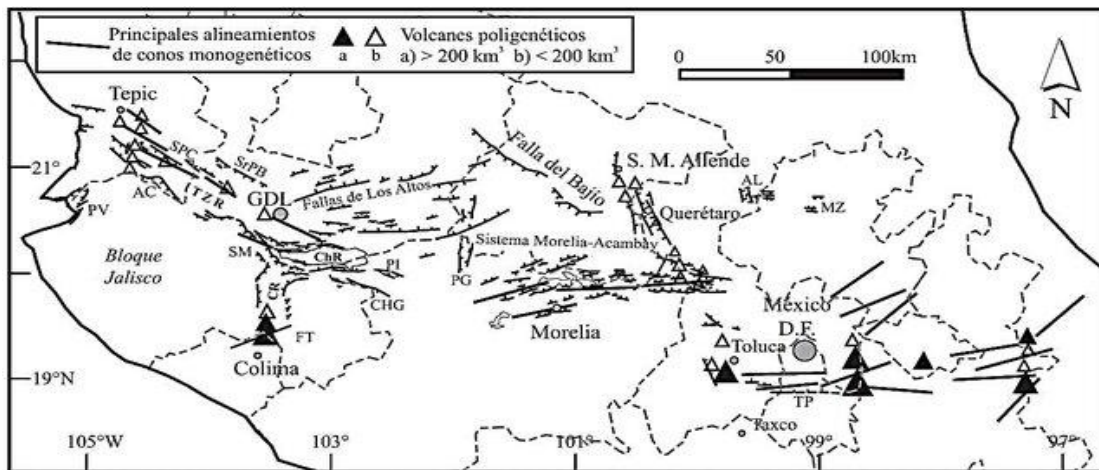 Principales alineamientos
de conos monogenéticos
a b
Volcanes poligenéticos
a) > 200 km³ b) < 200 km³
0 50 100km
N
Tepic
21°
SPC
SrPB
Falla del Bajío
S. M. Allende
AL
AC
TZR
GDL
Fallas de Los Altos
Querétaro
MZ
PV
Bloque
Jalisco
SM
ChR
PI
PG
Sistema Morelia-Acambay
CR
CHG
FT
Colima
Morelia
México
D.F.
Toluca
19°N
TP
Taxco
105°W
103°
101°
99°
97°